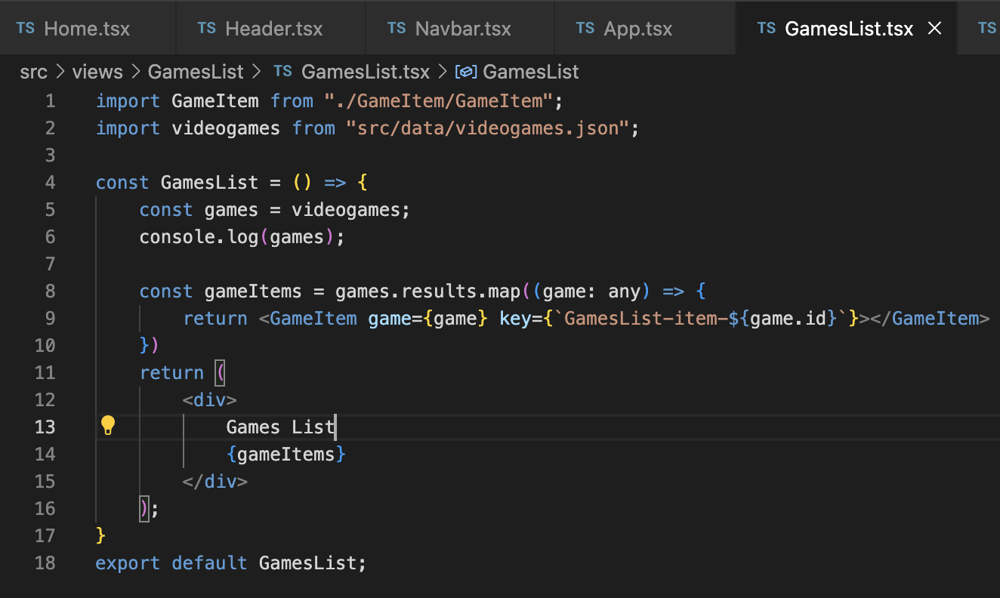 TS Home.tsx TS Header.tsx TS Navbar.tsx TS App.tsx TS GamesList.tsx × TS
src > views > GamesList > TS GamesList.tsx > GamesList
1 import GameItem from "./GameItem/GameItem";
2 import videogames from "src/data/videogames.json";
3
4 const GamesList = () => {
5     const games = videogames;
6     console.log(games);
7
8     const gameItems = games.results.map((game: any) => {
9         return <GameItem game={game} key={`GamesList-item-${game.id}`}></GameItem>
10     })
11     return (
12         <div>
13             Games List
14             {gameItems}
15         </div>
16     );
17 }
18 export default GamesList;